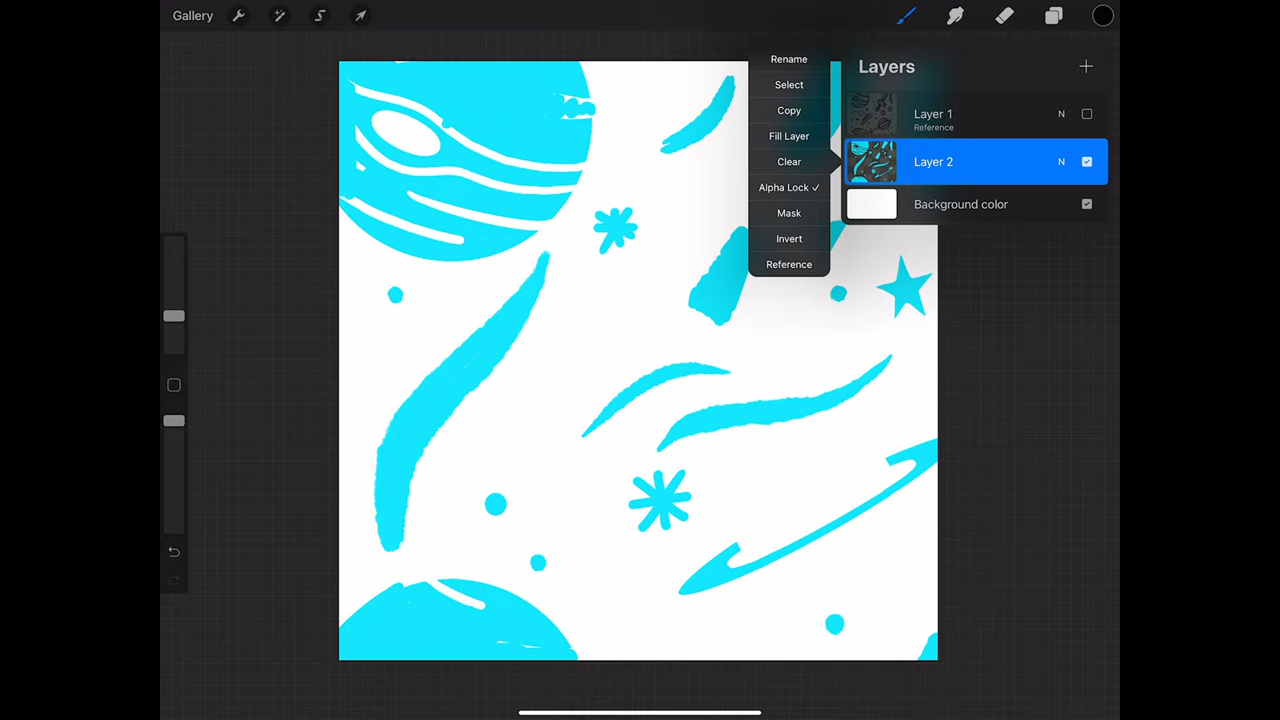 Gallery
Rename
Select
Copy
Fill Layer
Clear
Alpha Lock ✓
Mask
Invert
Reference
Layers
Layer 1 N
Reference
Layer 2 N
Background color